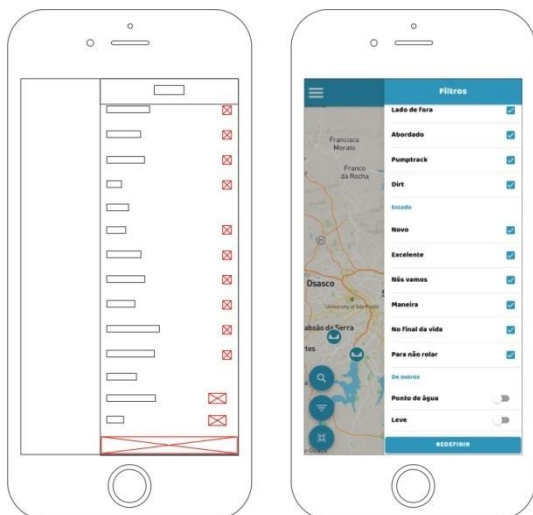 Filtros
Lado de fora
Abordado
Pumptrack
Dirt
Estado
Novo
Excelente
Nós vamos
Maneira
No final da vida
Para não rolar
De outros
Ponto de água
Leve
REDEFINIR
Francisco
Morato
Franco
da Rocha
Osasco
University of São Paulo
aboão da Serra